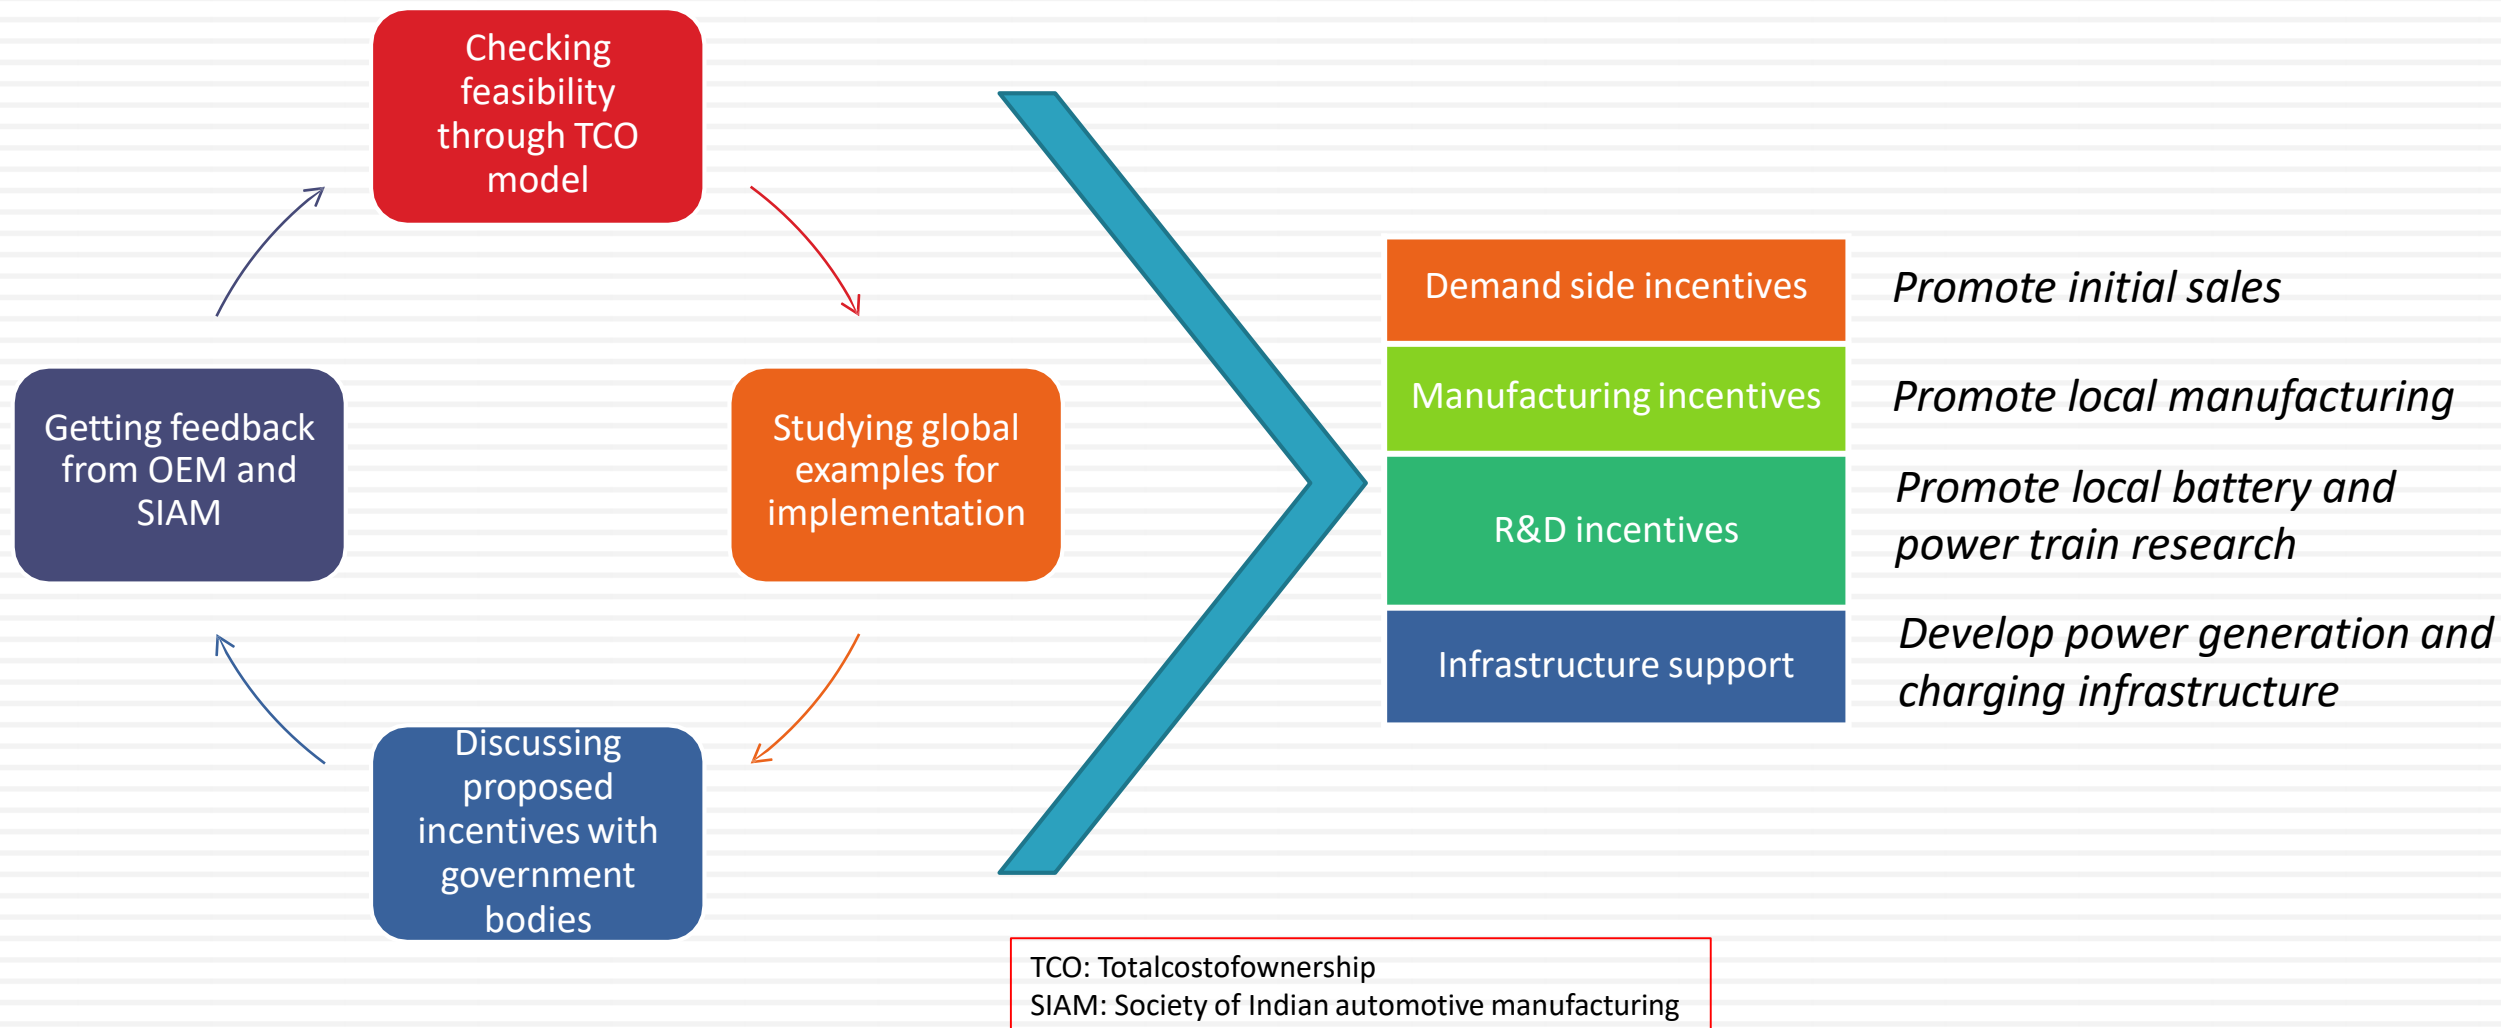 Checking
feasibility
through TCO
model
Getting feedback
from OEM and
SIAM
Studying global
examples for
implementation
Discussing
proposed
incentives with
government
bodies
Demand side incentives
Promote initial sales
Manufacturing incentives
Promote local manufacturing
R&D incentives
Promote local battery and
power train research
Infrastructure support
Develop power generation and
charging infrastructure
TCO: Totalcostofownership
SIAM: Society of Indian automotive manufacturing